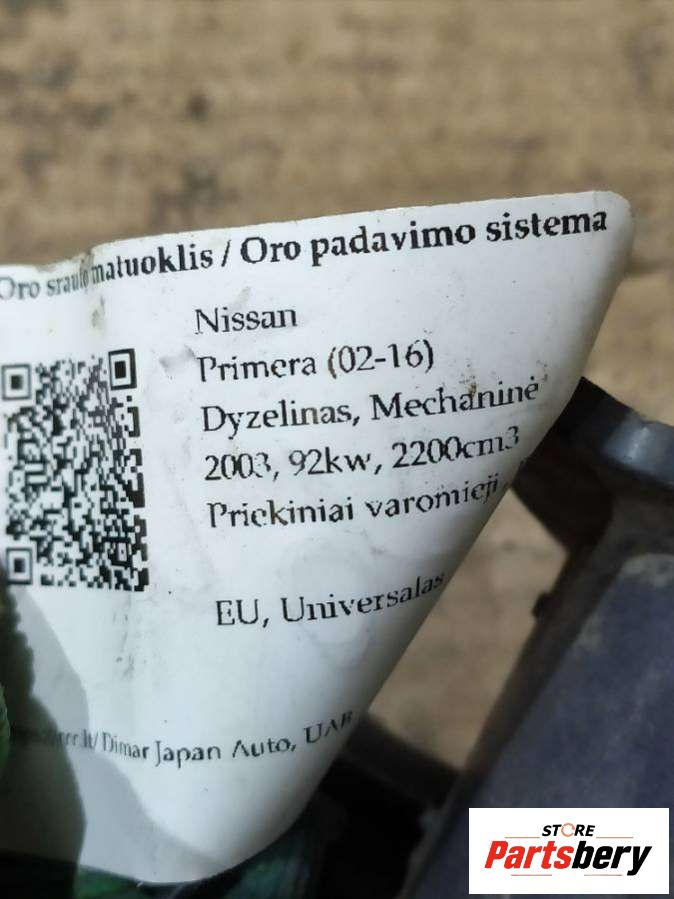 Oro srauto matuoklis / Oro padavimo sistema
Nissan
Primera (02-16)
Dyzelinas, Mechaninė
2003, 92kw, 2200cm3
Priekiniai varomieji,
EU, Universalas
Dimar Japan Auto, UAB
STORE
Partsbery